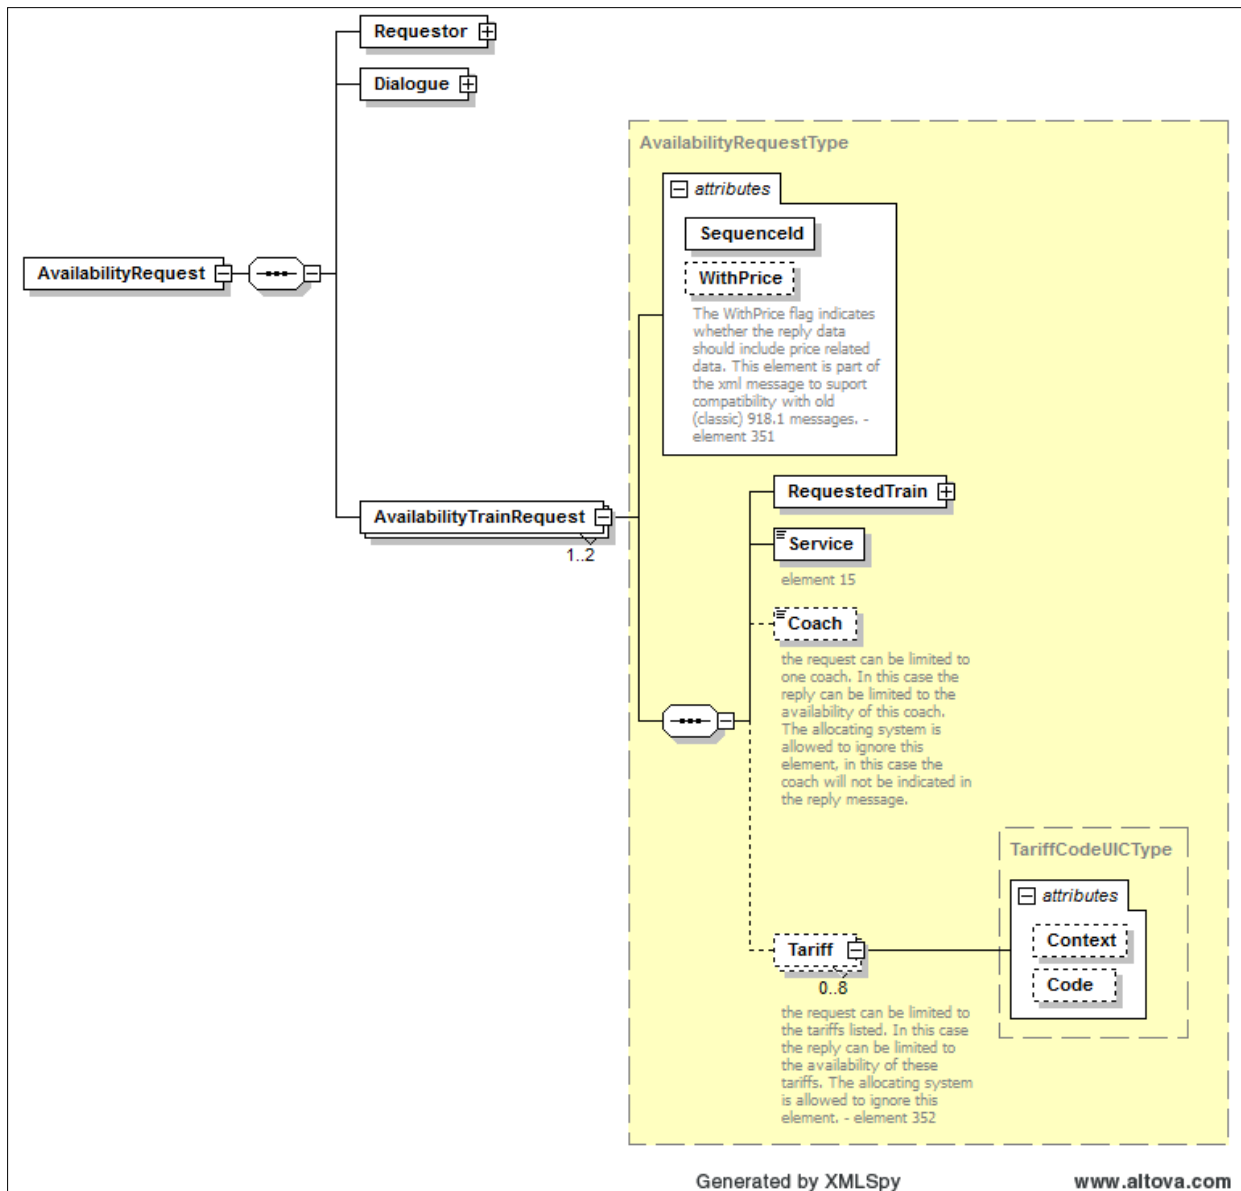 Requestor
Dialogue
AvailabilityRequestType
attributes
SequenceId
AvailabilityRequest
WithPrice
The WithPrice flag indicates
whether the reply data
should include price related
data. This element is part of
the xml message to suport
compatibility with old
(classic) 918.1 messages. -
element 351
RequestedTrain
AvailabilityTrainRequest
1..2
Service
element 15
Coach
the request can be limited to
one coach. In this case the
reply can be limited to the
availability of this coach.
The allocating system is
allowed to ignore this
element, in this case the
coach will not be indicated in
the reply message.
TariffCodeUICType
attributes
Context
Code
Tariff
0..8
the request can be limited to
the tariffs listed. In this case
the reply can be limited to
the availability of these
tariffs. The allocating system
is allowed to ignore this
element. - element 352
Generated by XMLSpy
www.altova.com